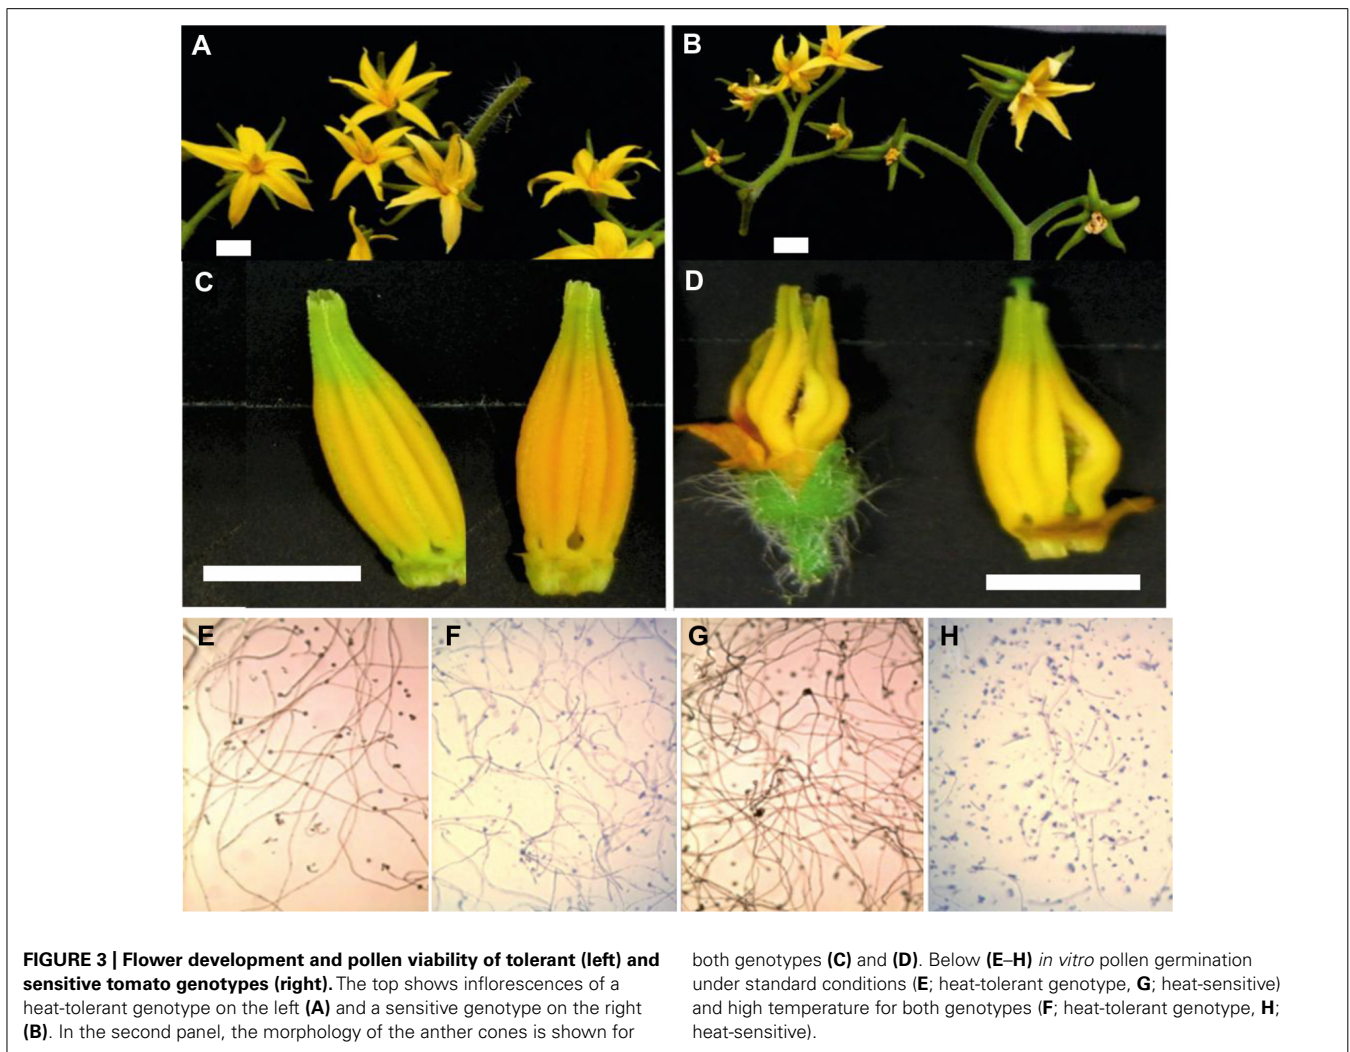 A
B
C
D
E
F
G
H
FIGURE 3 | Flower development and pollen viability of tolerant (left) and
sensitive tomato genotypes (right). The top shows inflorescences of a
heat-tolerant genotype on the left (A) and a sensitive genotype on the right
(B). In the second panel, the morphology of the anther cones is shown for
both genotypes (C) and (D). Below (E–H) in vitro pollen germination
under standard conditions (E; heat-tolerant genotype, G; heat-sensitive)
and high temperature for both genotypes (F; heat-tolerant genotype, H;
heat-sensitive).